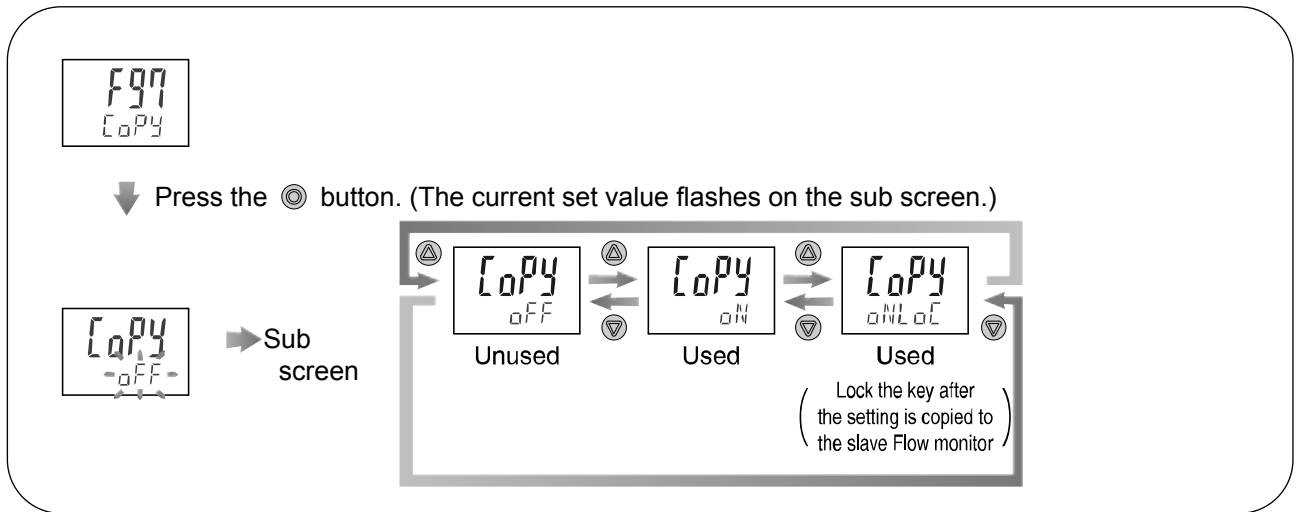 F97
CoPY
Press the button. (The current set value flashes on the sub screen.)
CoPY
oFF
Sub
screen
CoPY
oFF
Unused
CoPY
oN
Used
CoPY
oNLoC
Used
Lock the key after
the setting is copied to
the slave Flow monitor